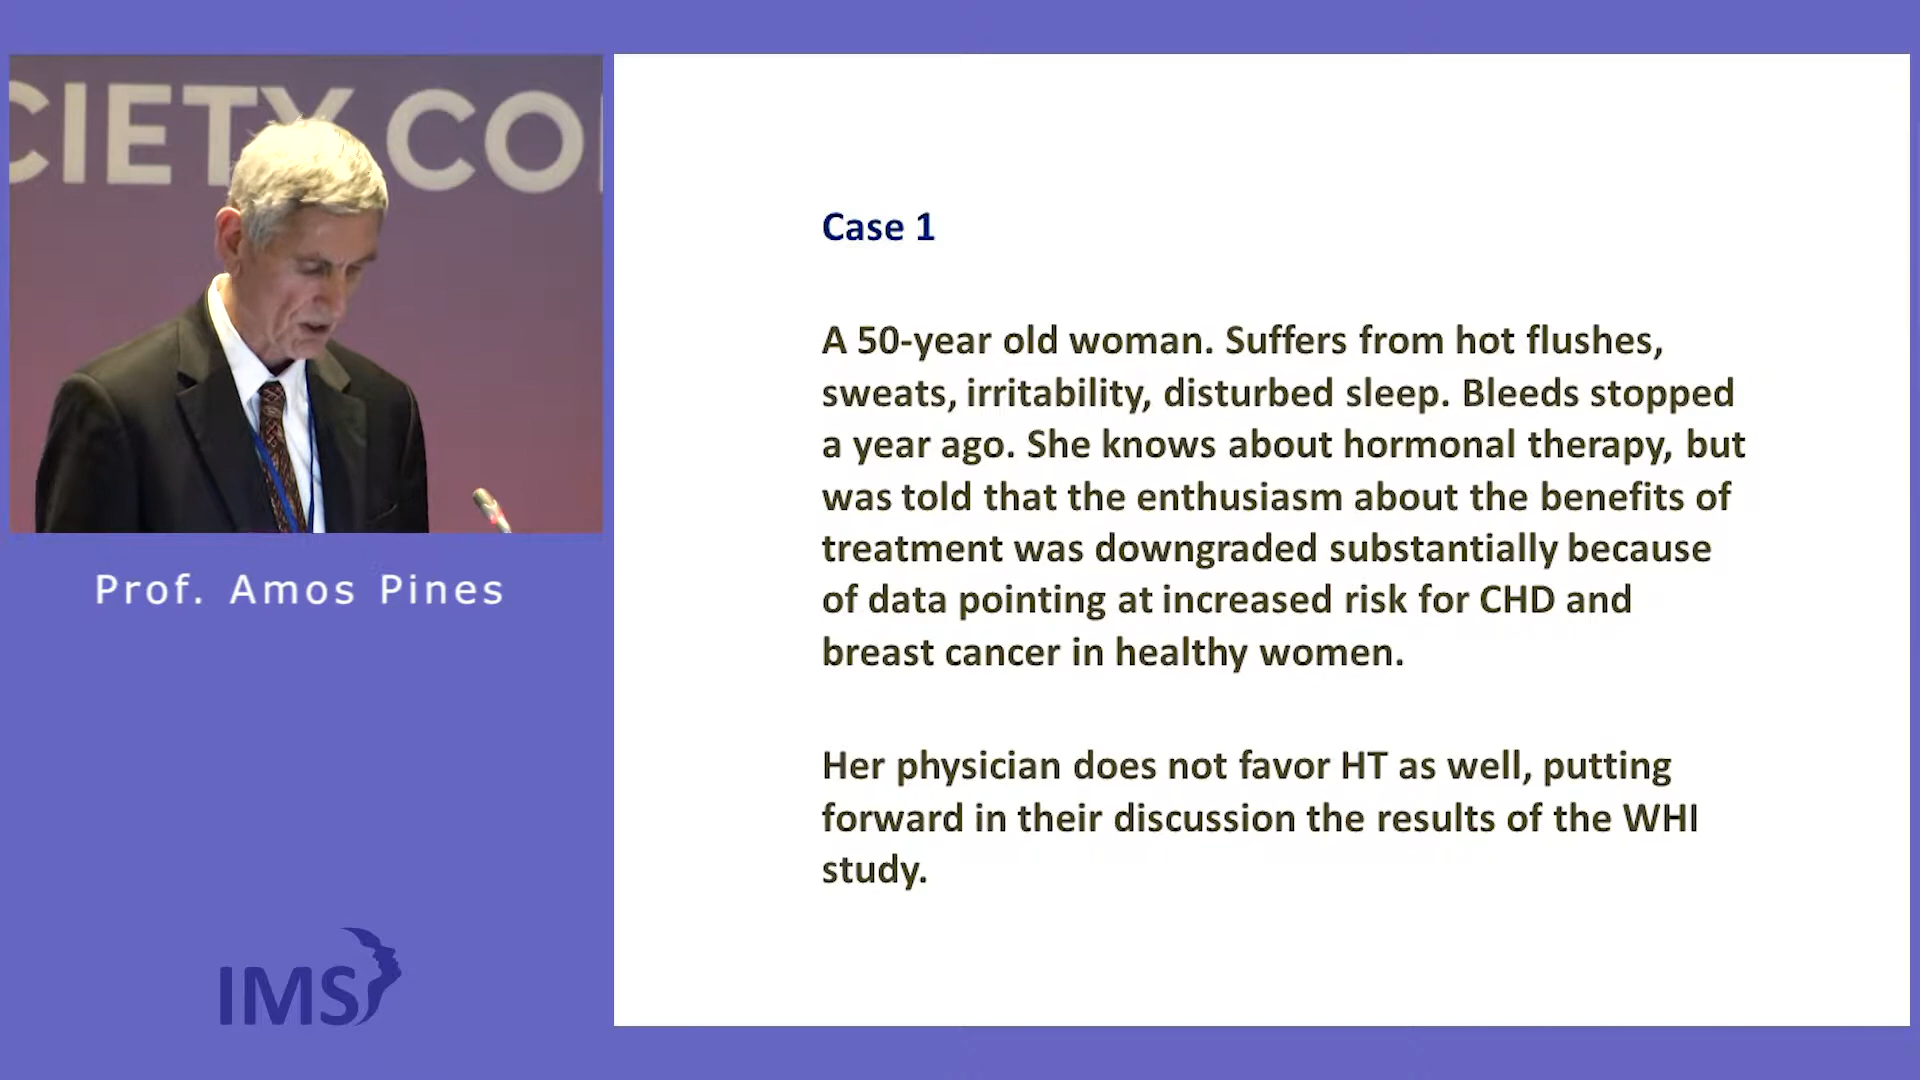 CIETY CO
Prof. Amos Pines
IMS
Case 1
A 50-year old woman. Suffers from hot flushes,
sweats, irritability, disturbed sleep. Bleeds stopped
a year ago. She knows about hormonal therapy, but
was told that the enthusiasm about the benefits of
treatment was downgraded substantially because
of data pointing at increased risk for CHD and
breast cancer in healthy women.
Her physician does not favor HT as well, putting
forward in their discussion the results of the WHI
study.